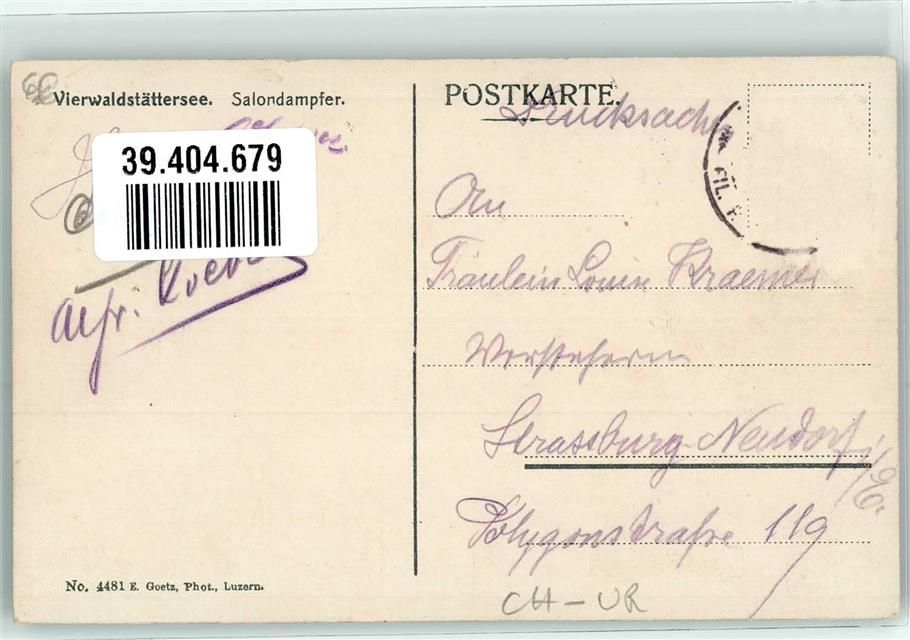 Vierwaldstättersee. Salondampfer.
39.404.679
No. 4481 E. Goetz, Phot., Luzern.
POSTKARTE.
Drucksache
An
Fräulein Kraemer
Vorsteherin
Strassburg-Neudorf i/E.
Polygonstraße 119
CH-UR